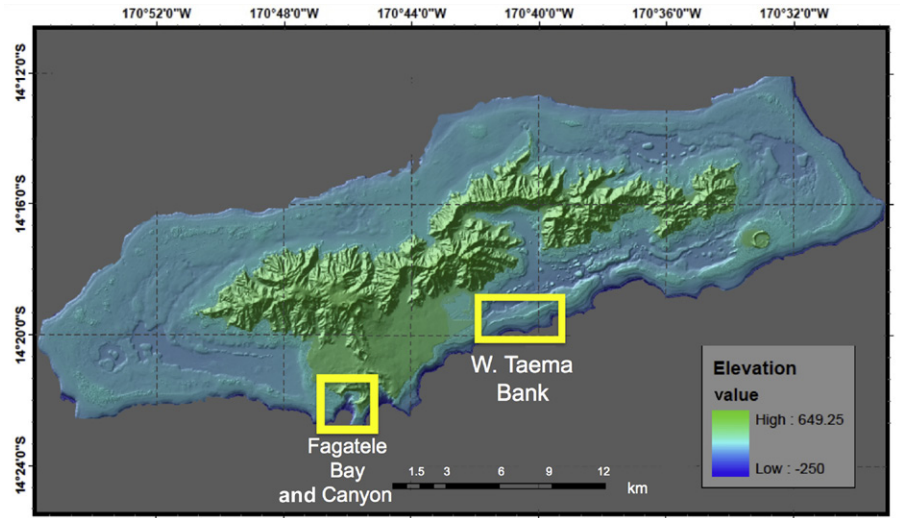 170°52'0"W 170°48'0"W 170°44'0"W 170°40'0"W 170°36'0"W 170°32'0"W
14°12'0"S
14°16'0"S
14°20'0"S
14°24'0"S
W. Taema
Bank
Fagatele
Bay
and Canyon
Elevation
value
High : 649.25
Low : -250
1.5 3 6 9 12
km